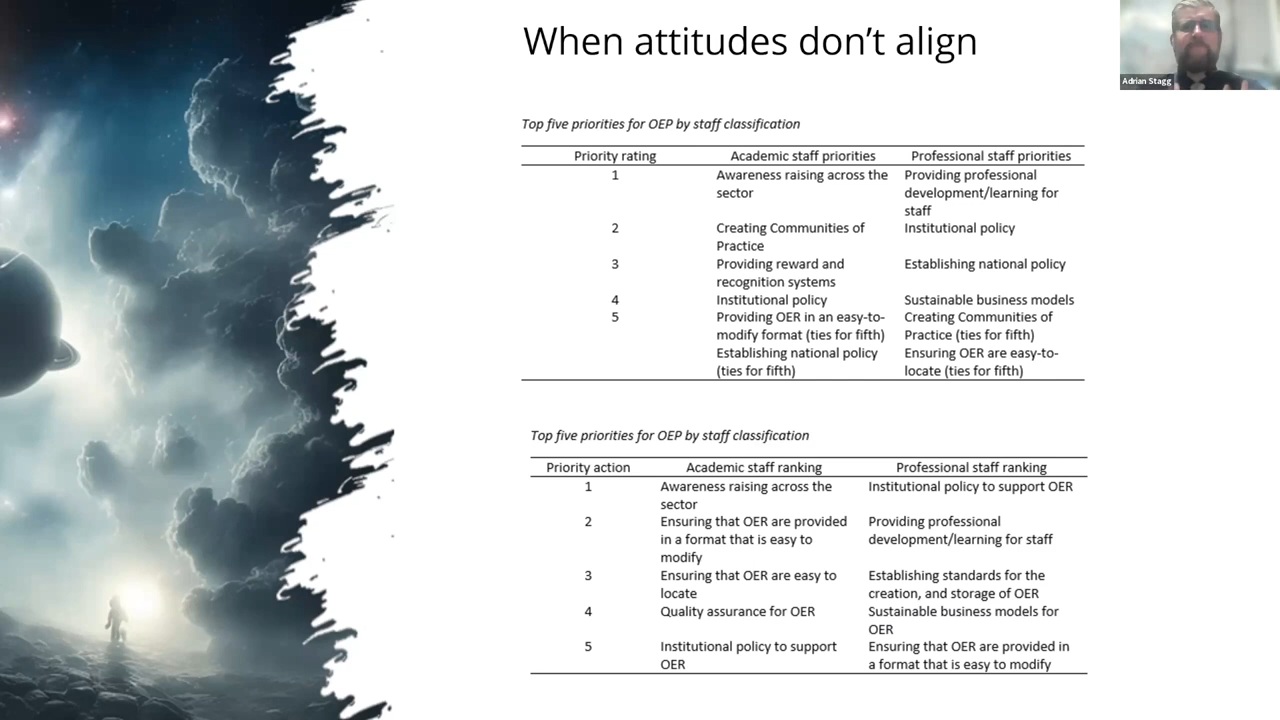 When attitudes don't align
Adrian Stagg
Top five priorities for OEP by staff classification
Priority rating Academic staff priorities Professional staff priorities
1 Awareness raising across the Providing professional
sector development/learning for
staff
2 Creating Communities of Institutional policy
Practice
3 Providing reward and Establishing national policy
recognition systems
4 Institutional policy Sustainable business models
5 Providing OER in an easy-to- Creating Communities of
modify format (ties for fifth) Practice (ties for fifth)
Establishing national policy Ensuring OER are easy-to-
(ties for fifth) locate (ties for fifth)
Top five priorities for OEP by staff classification
Priority action Academic staff ranking Professional staff ranking
1 Awareness raising across the Institutional policy to support OER
sector
2 Ensuring that OER are provided Providing professional
in a format that is easy to development/learning for staff
modify
3 Ensuring that OER are easy to Establishing standards for the
locate creation, and storage of OER
4 Quality assurance for OER Sustainable business models for
OER
5 Institutional policy to support Ensuring that OER are provided in
OER a format that is easy to modify